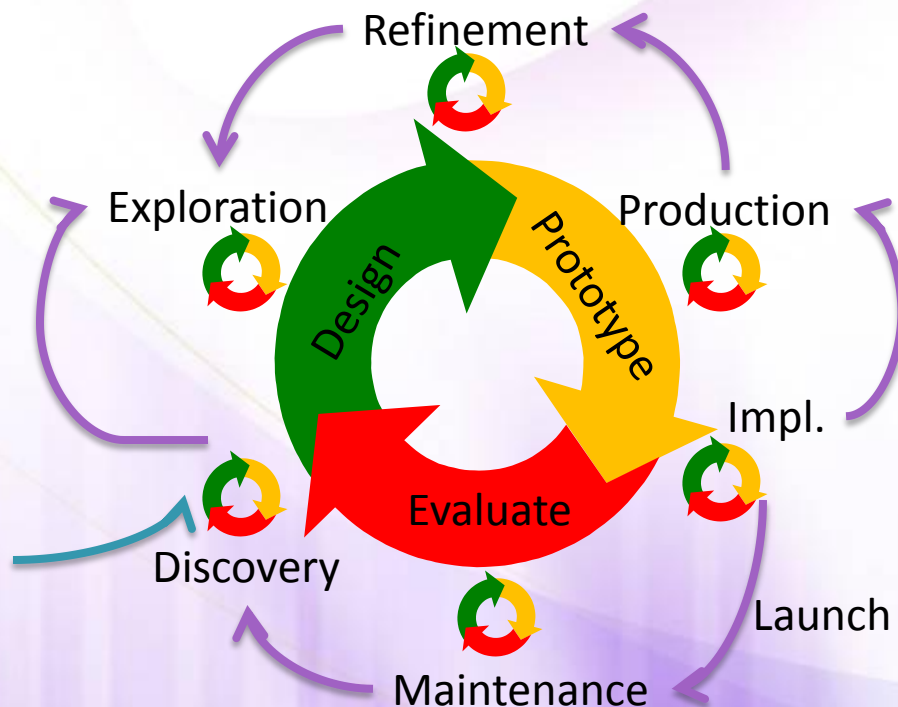 Refinement
Exploration
Production
Design
Prototype
Impl.
Evaluate
Discovery
Launch
Maintenance